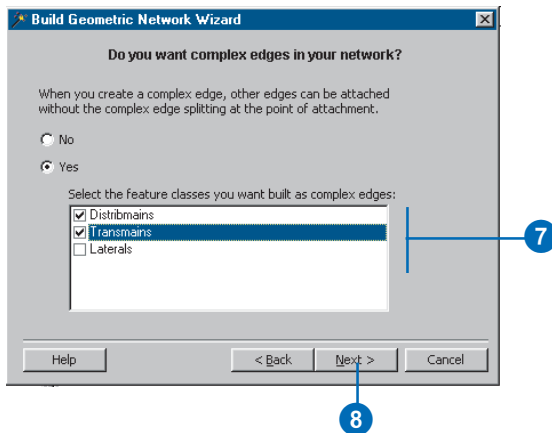 Build Geometric Network Wizard
Do you want complex edges in your network?
When you create a complex edge, other edges can be attached
without the complex edge splitting at the point of attachment.
No
Yes
Select the feature classes you want built as complex edges:
Distribmains
Transmains
Laterals
7
Help
< Back
Next >
Cancel
8